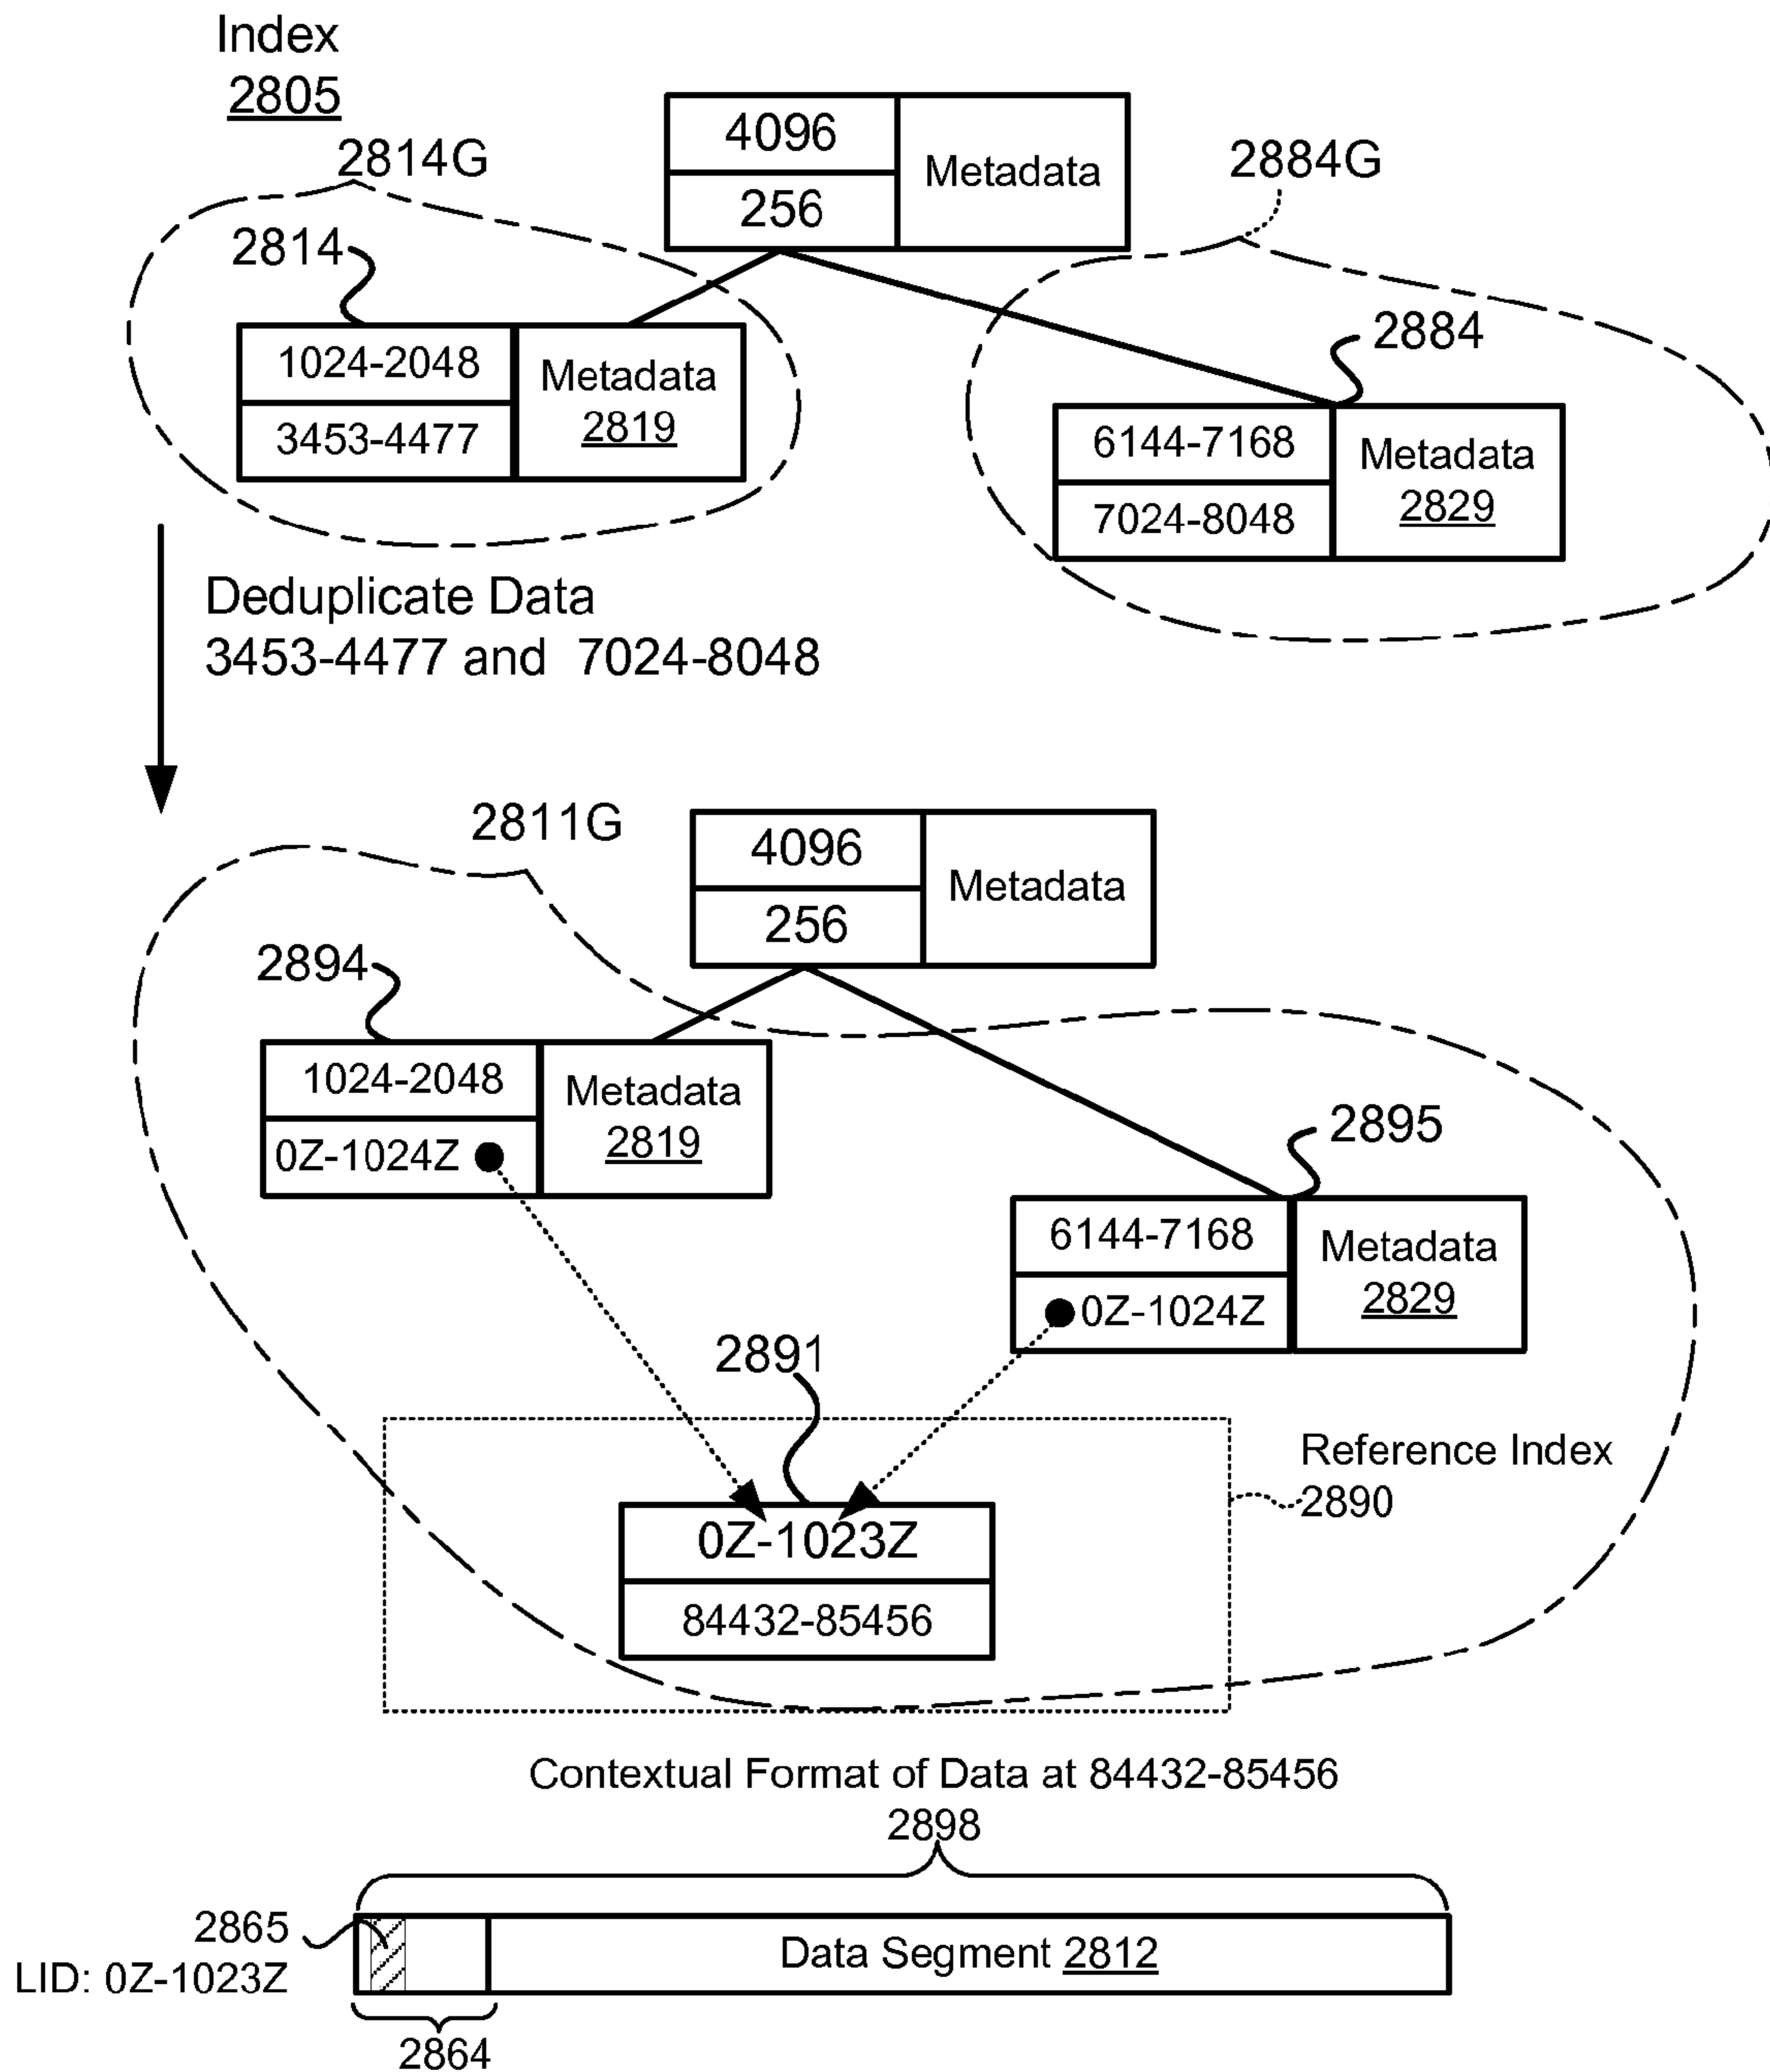 Index
2805
2814G
4096
256
Metadata
2884G
2814
1024-2048
3453-4477
Metadata
2819
2884
6144-7168
7024-8048
Metadata
2829
Deduplicate Data
3453-4477 and 7024-8048
2811G
4096
256
Metadata
2894
1024-2048
0Z-1024Z
Metadata
2819
2895
6144-7168
0Z-1024Z
Metadata
2829
2891
Reference Index
2890
0Z-1023Z
84432-85456
Contextual Format of Data at 84432-85456
2898
2865
LID: 0Z-1023Z
Data Segment 2812
2864